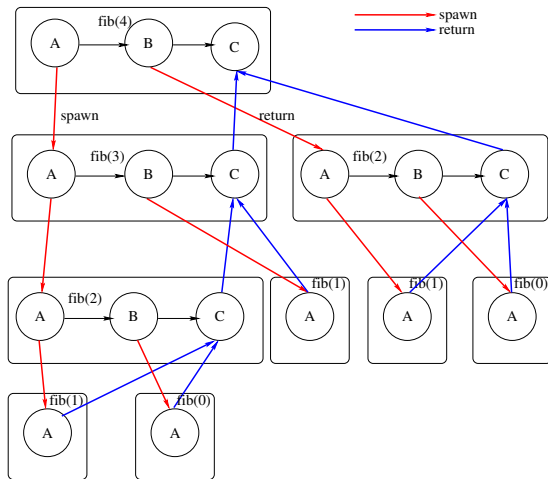 spawn
return
fib(4)
A
B
C
spawn
return
fib(3)
A
B
C
fib(2)
A
B
C
fib(2)
A
B
C
fib(1)
A
fib(1)
A
fib(0)
A
fib(1)
A
fib(0)
A